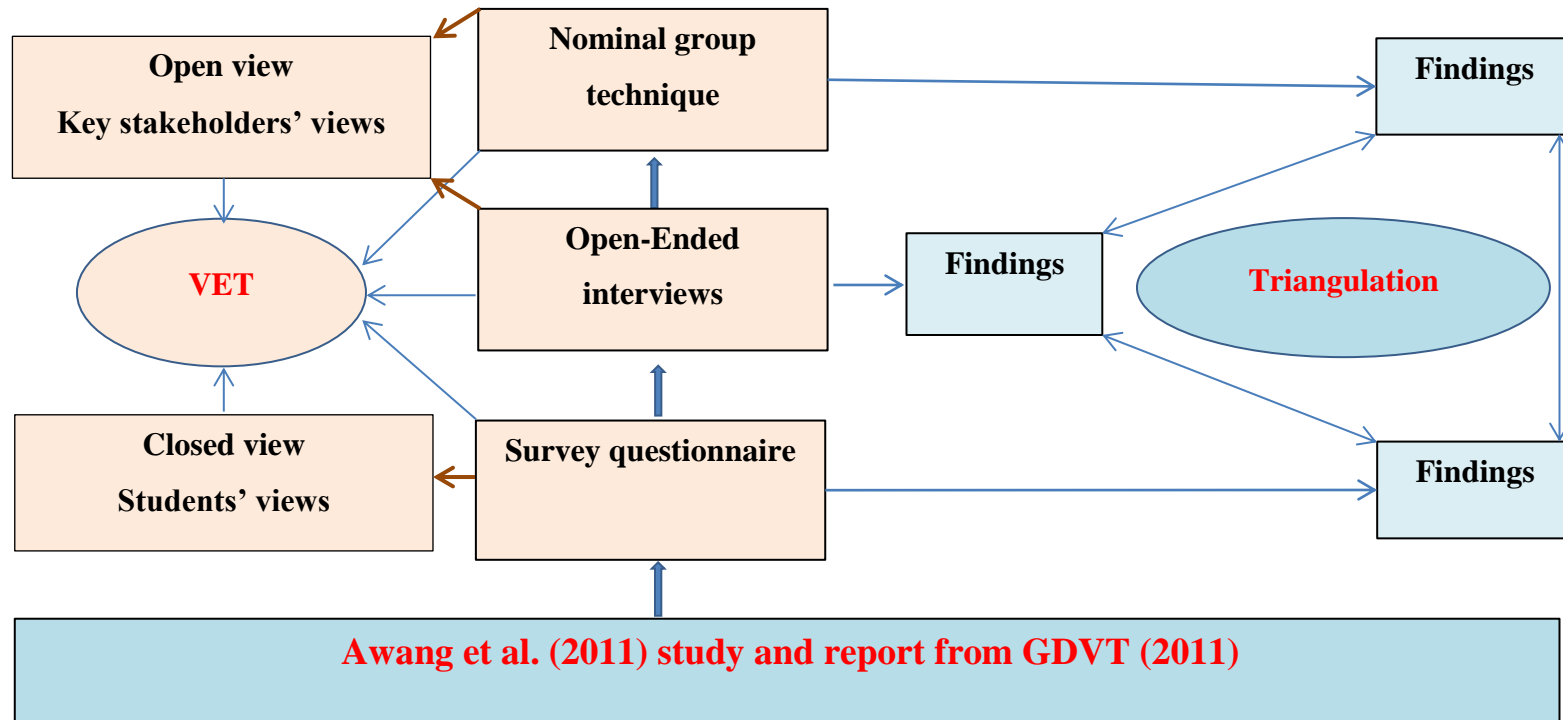 Open view
Key stakeholders’ views
Nominal group
technique
Findings
VET
Open-Ended
interviews
Findings
Triangulation
Closed view
Students’ views
Survey questionnaire
Findings
Awang et al. (2011) study and report from GDVT (2011)